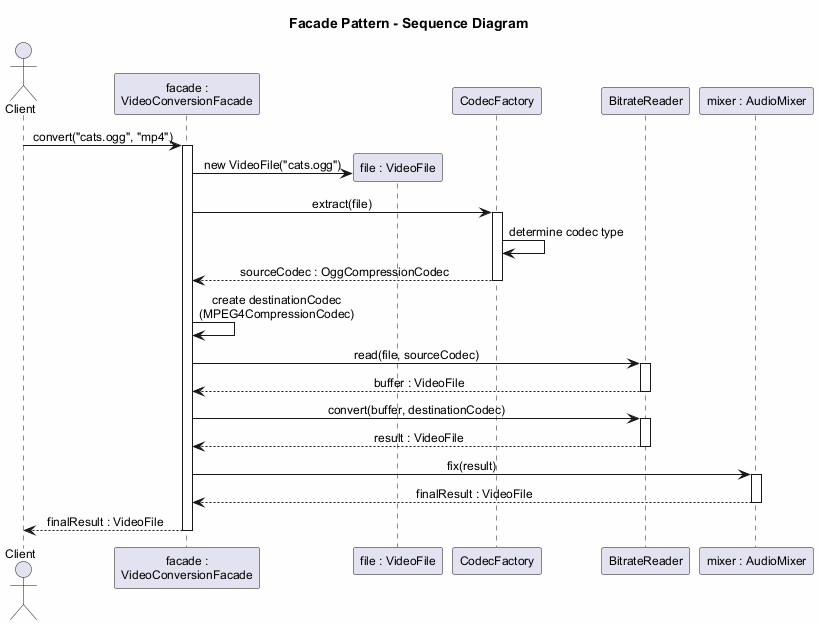 Facade Pattern - Sequence Diagram
Client
facade :
VideoConversionFacade
CodecFactory
BitrateReader
mixer : AudioMixer
convert("cats.ogg", "mp4")
new VideoFile("cats.ogg")
file : VideoFile
extract(file)
determine codec type
sourceCodec : OggCompressionCodec
create destinationCodec
(MPEG4CompressionCodec)
read(file, sourceCodec)
buffer : VideoFile
convert(buffer, destinationCodec)
result : VideoFile
fix(result)
finalResult : VideoFile
finalResult : VideoFile
Client
facade :
VideoConversionFacade
file : VideoFile
CodecFactory
BitrateReader
mixer : AudioMixer